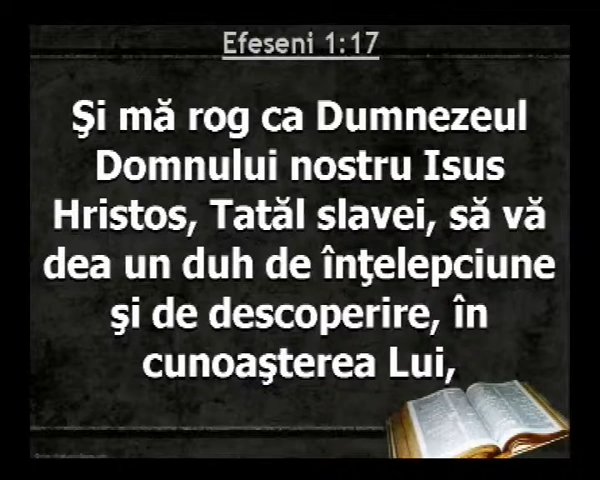 Efeseni 1:17
Şi mă rog ca Dumnezeul
Domnului nostru Isus
Hristos, Tatăl slavei, să vă
dea un duh de înţelepciune
şi de descoperire, în
cunoaşterea Lui,